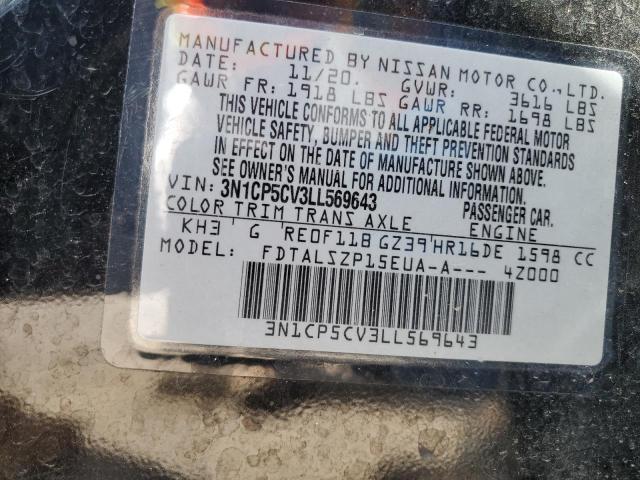 MANUFACTURED BY NISSAN MOTOR CO.,LTD.
DATE: 11/20. GVWR: 3616 LBS
GAWR FR: 1918 LBS GAWR RR: 1698 LBS
THIS VEHICLE CONFORMS TO ALL APPLICABLE FEDERAL MOTOR
VEHICLE SAFETY, BUMPER AND THEFT PREVENTION STANDARDS
IN EFFECT ON THE DATE OF MANUFACTURE SHOWN ABOVE.
SEE OWNER'S MANUAL FOR ADDITIONAL INFORMATION.
VIN: 3N1CP5CV3LL569643 PASSENGER CAR.
COLOR TRIM TRANS AXLE ENGINE
KH3 G RE0F11B GZ39 HR16DE 1598 CC
MODEL: FDTALSZP15EUA-A--- 4Z000
3N1CP5CV3LL569643